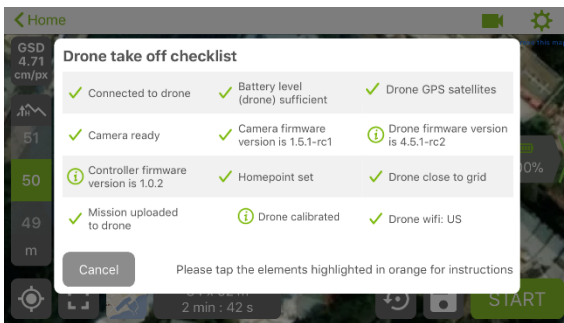 Home
GSD
4.71
cm/px
Drone take off checklist
Connected to drone
Battery level
(drone) sufficient
Drone GPS satellites
Camera ready
Camera firmware
version is 1.5.1-rc1
Drone firmware version
is 4.5.1-rc2
Controller firmware
version is 1.0.2
Homepoint set
Drone close to grid
Mission uploaded
to drone
Drone calibrated
Drone wifi: US
Cancel
Please tap the elements highlighted in orange for instructions
51
50
49
m
2 min : 42 s
START